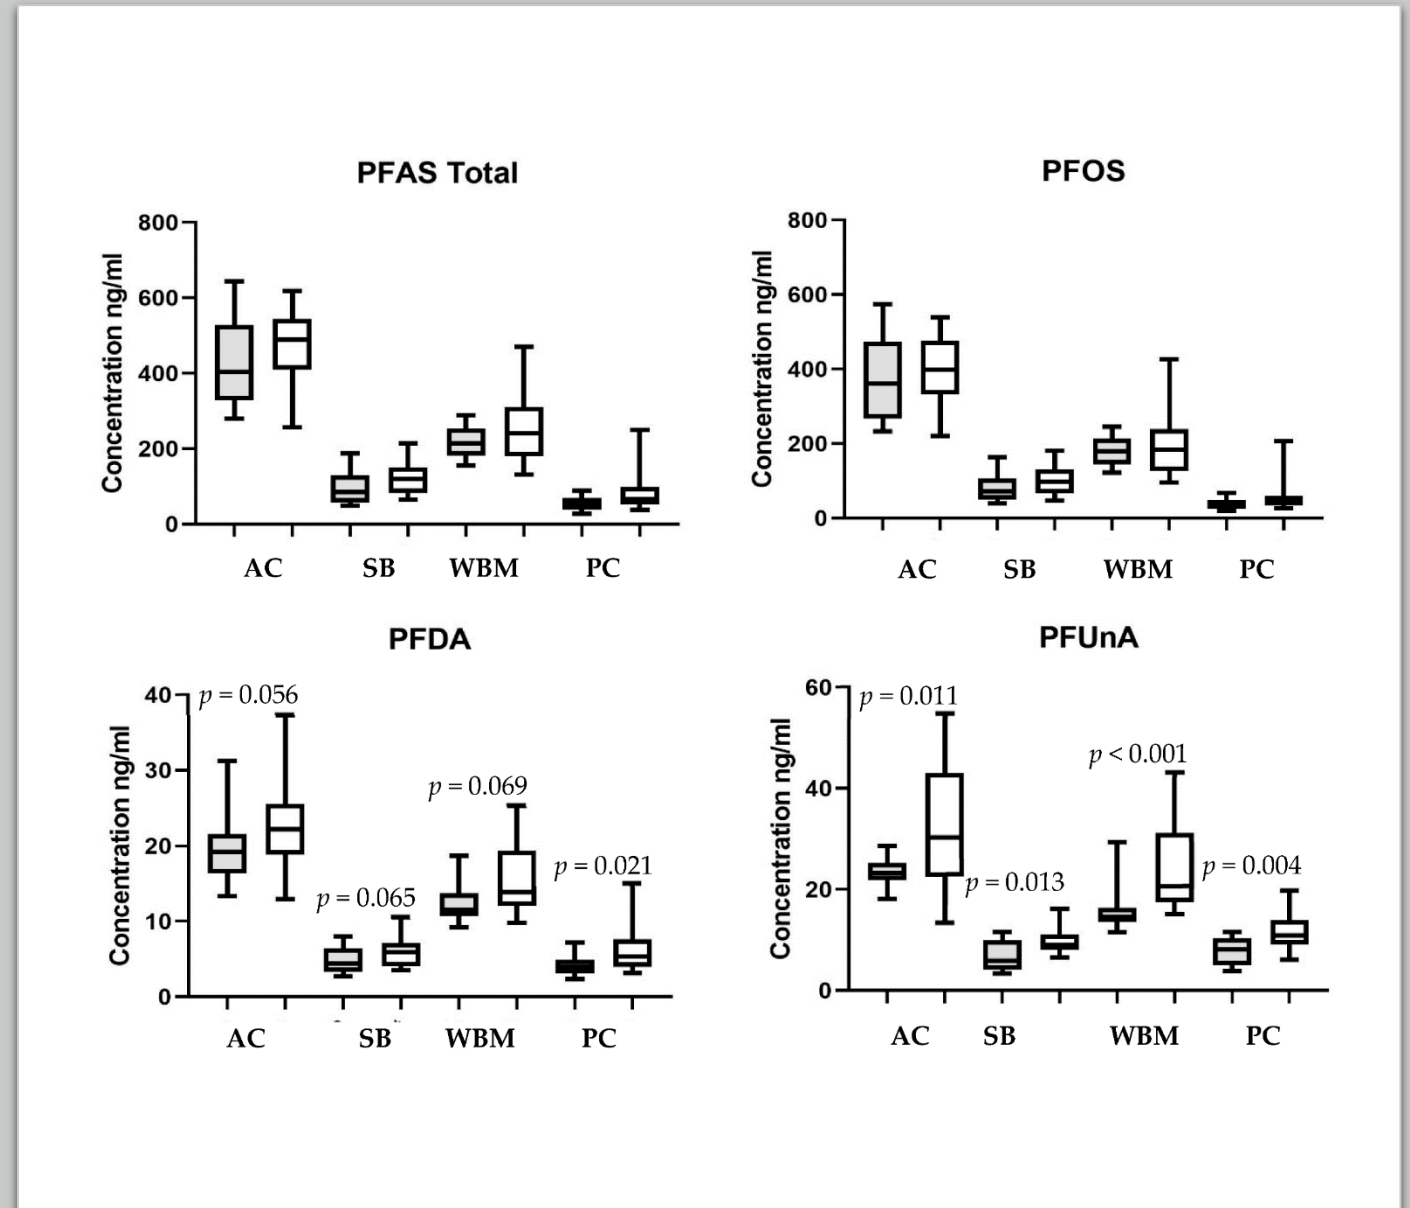 PFAS Total
Concentration ng/ml
800
600
400
200
0
AC SB WBM PC
PFOS
Concentration ng/ml
800
600
400
200
0
AC SB WBM PC
PFDA
Concentration ng/ml
40
30
20
10
0
p = 0.056
p = 0.065
p = 0.069
p = 0.021
AC SB WBM PC
PFUnA
Concentration ng/ml
60
40
20
0
p = 0.011
p = 0.013
p < 0.001
p = 0.004
AC SB WBM PC